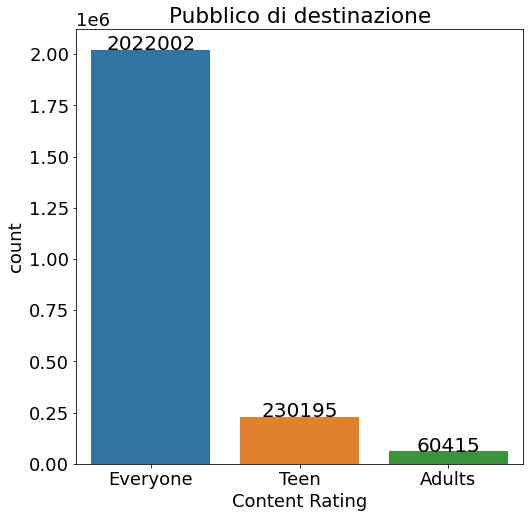 Pubblico di destinazione
1e6
2022002
2.00
1.75
1.50
1.25
1.00
0.75
0.50
0.25
0.00
count
230195
60415
Everyone Teen Adults
Content Rating